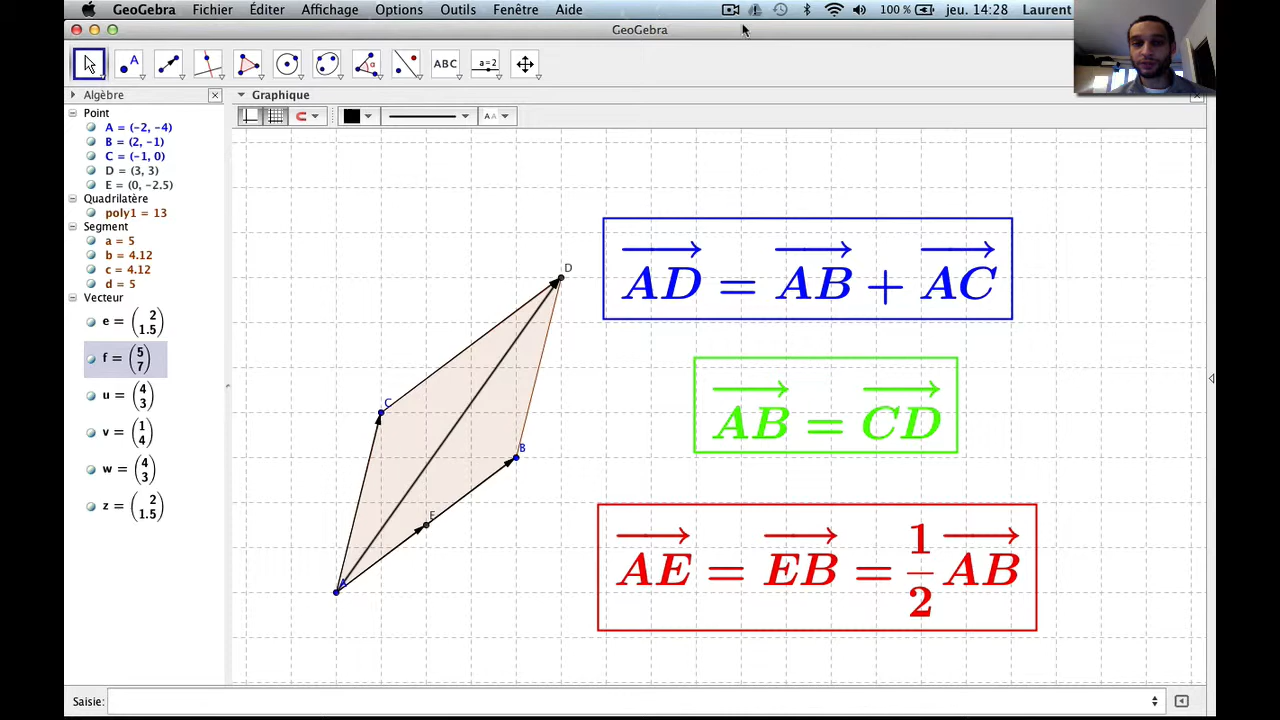 GeoGebra Fichier Éditer Affichage Options Outils Fenêtre Aide 100 % jeu. 14:28 Laurent
GeoGebra
A ABC a=2
Algèbre Graphique
Point
A = (-2, -4)
B = (2, -1)
C = (-1, 0)
D = (3, 3)
E = (0, -2.5)
Quadrilatère
poly1 = 13
Segment
a = 5
b = 4.12
c = 4.12
d = 5
Vecteur
e = (2 1.5)
f = (5 7)
u = (4 3)
v = (1 4)
w = (4 3)
z = (2 1.5)
D
C
B
E
A
AD = AB + AC
AB = CD
AE = EB = 1/2 AB
Saisie: